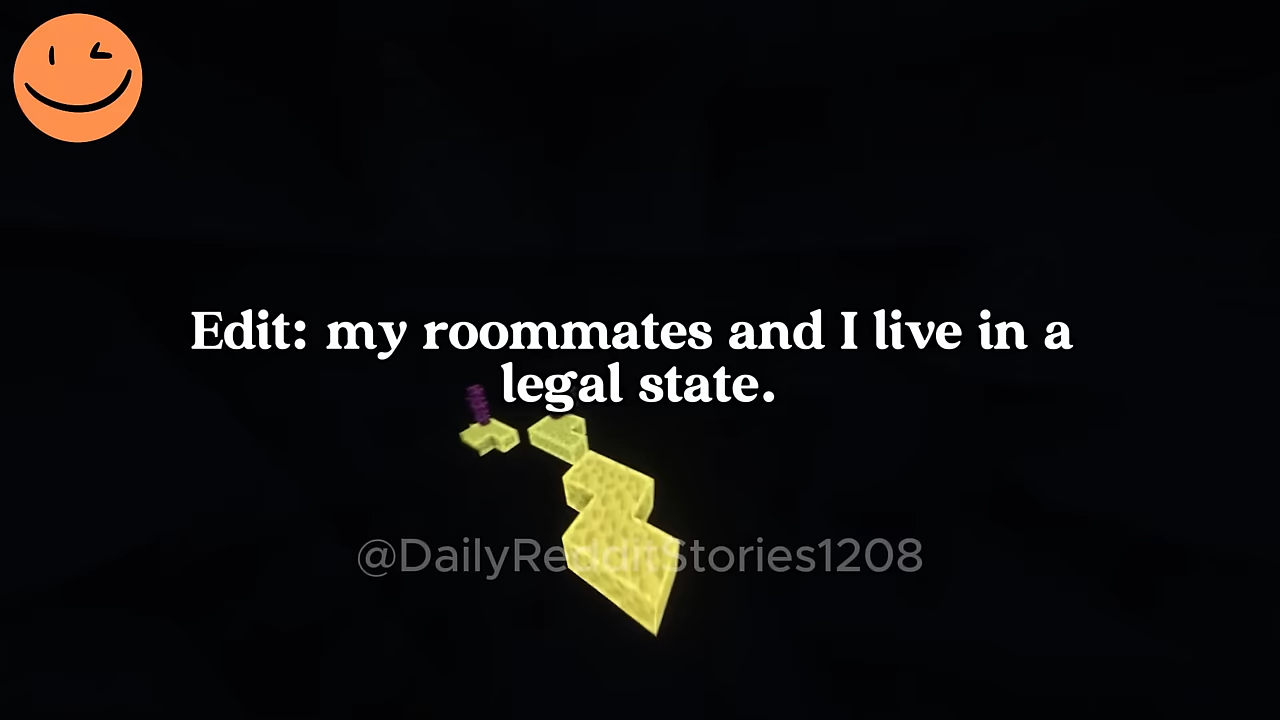 Edit: my roommates and I live in a
legal state.
@DailyRedditStories1208